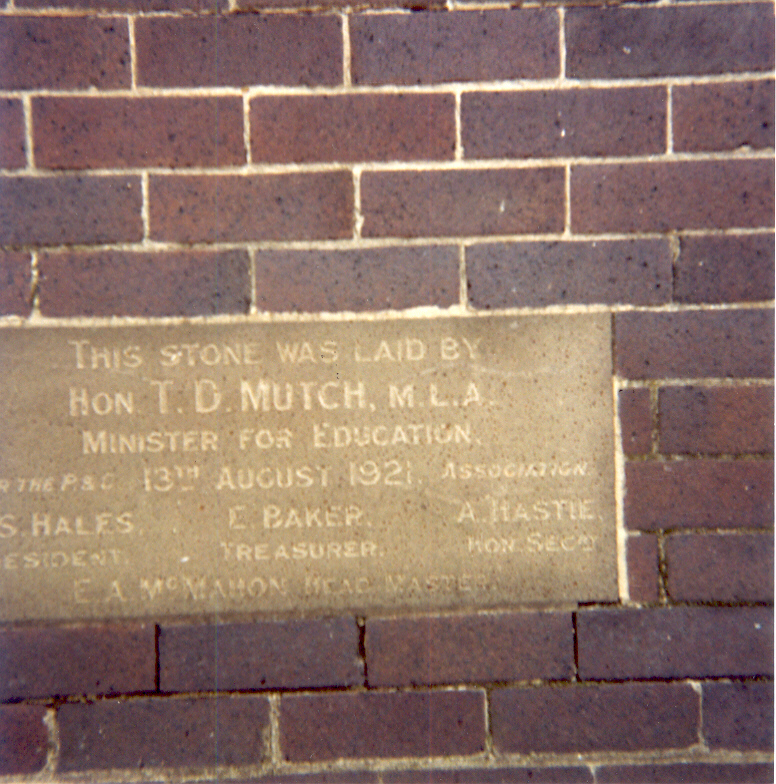 THIS STONE WAS LAID BY
HON. T. D. MUTCH, M.L.A.
MINISTER FOR EDUCATION.
R THE P & C 13TH AUGUST 1921. ASSOCIATION
S. HALES. E. BAKER. A. HASTIE.
ESIDENT. TREASURER. HON. SECRY
E. A. McMAHON HEAD MASTER.